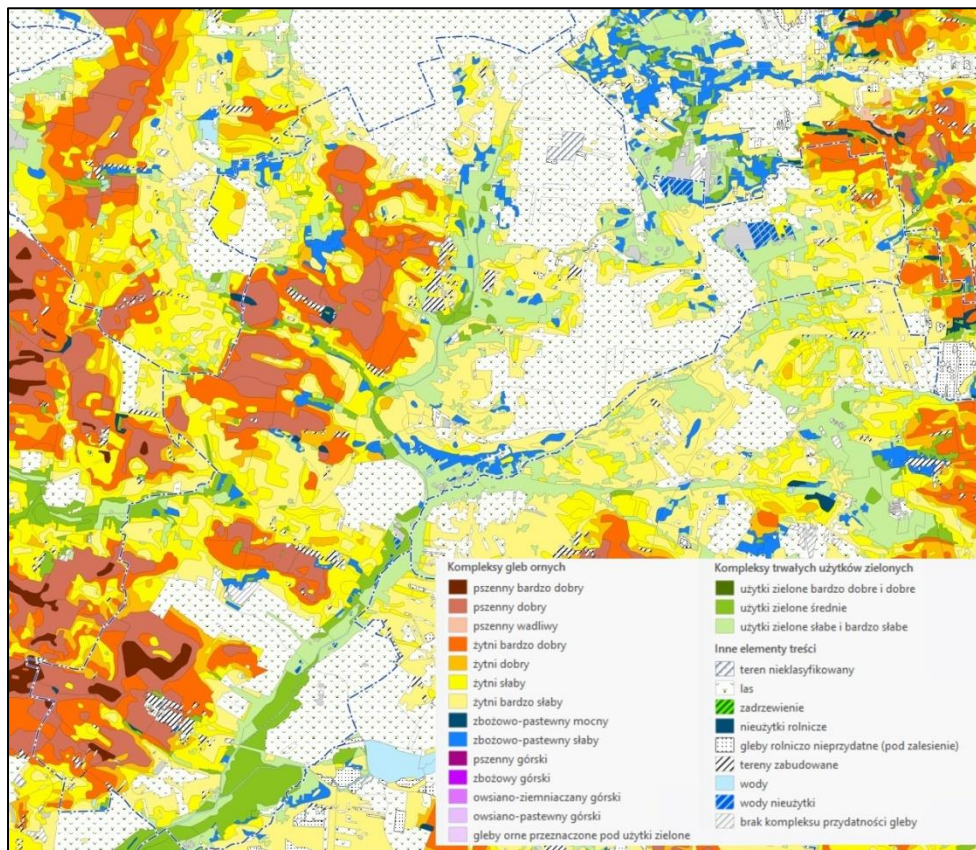 Kompleksy gleb ornych
pszenny bardzo dobry
pszenny dobry
pszenny wadliwy
żytni bardzo dobry
żytni dobry
żytni słaby
żytni bardzo słaby
zbożowo-pastewny mocny
zbożowo-pastewny słaby
pszenny górski
zbożowy górski
owsiano-ziemniaczany górski
owsiano-pastewny górski
gleby orne przeznaczone pod użytki zielone
Kompleksy trwałych użytków zielonych
użytki zielone bardzo dobre i dobre
użytki zielone średnie
użytki zielone słabe i bardzo słabe
Inne elementy treści
teren nieklasyfikowany
las
zadrzewienie
nieużytki rolnicze
gleby rolniczo nieprzydatne (pod zalesienie)
tereny zabudowane
wody
wody nieużytki
brak kompleksu przydatności gleby